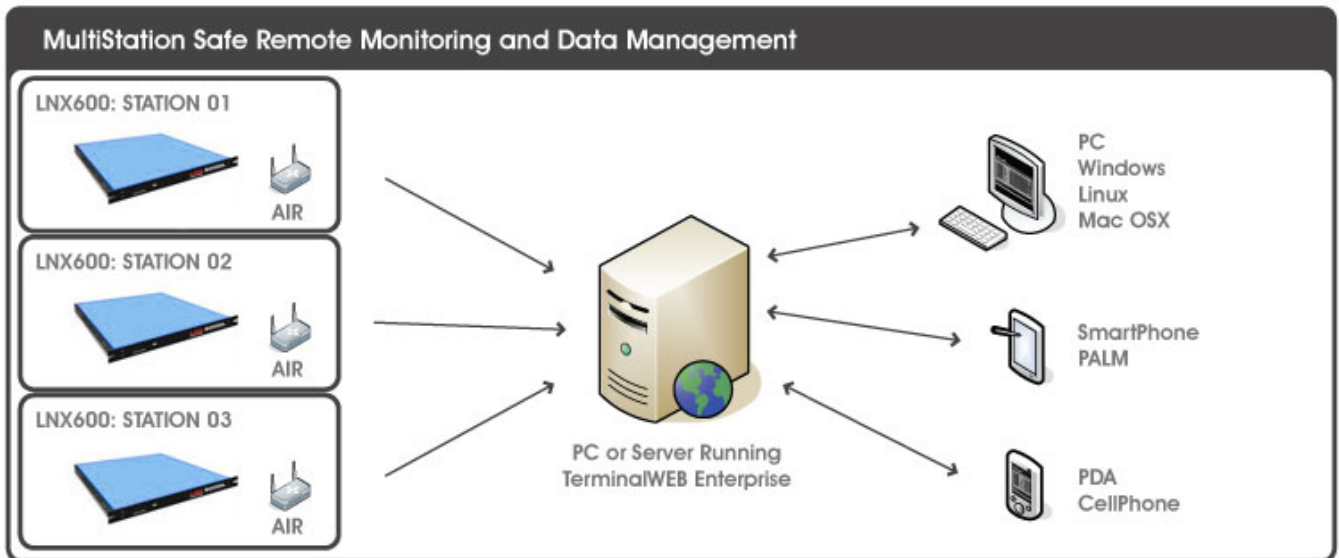 MultiStation Safe Remote Monitoring and Data Management
LNX600: STATION 01
AIR
LNX600: STATION 02
AIR
LNX600: STATION 03
AIR
PC or Server Running
TerminalWEB Enterprise
PC
Windows
Linux
Mac OSX
SmartPhone
PALM
PDA
CellPhone